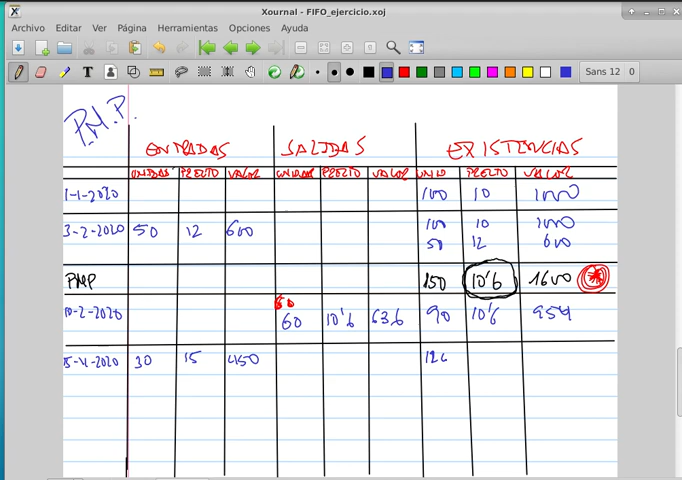 Xournal - FIFO_ejercicio.xoj
Archivo Editar Ver Página Herramientas Opciones Ayuda
T Sans 12 0
P.M.P.
ENTRADAS SALIDAS EXISTENCIAS
UNIDAD PRECIO VALOR UNIDAD PRECIO VALOR UNID PRECIO VALOR
1-1-2020 100 10 1000
3-2-2020 50 12 600 100 10 1000
50 12 600
PMP 150 10'6 1600
10-2-2020 60 10'6 636 90 10'6 954
15-4-2020 30 15 450 12